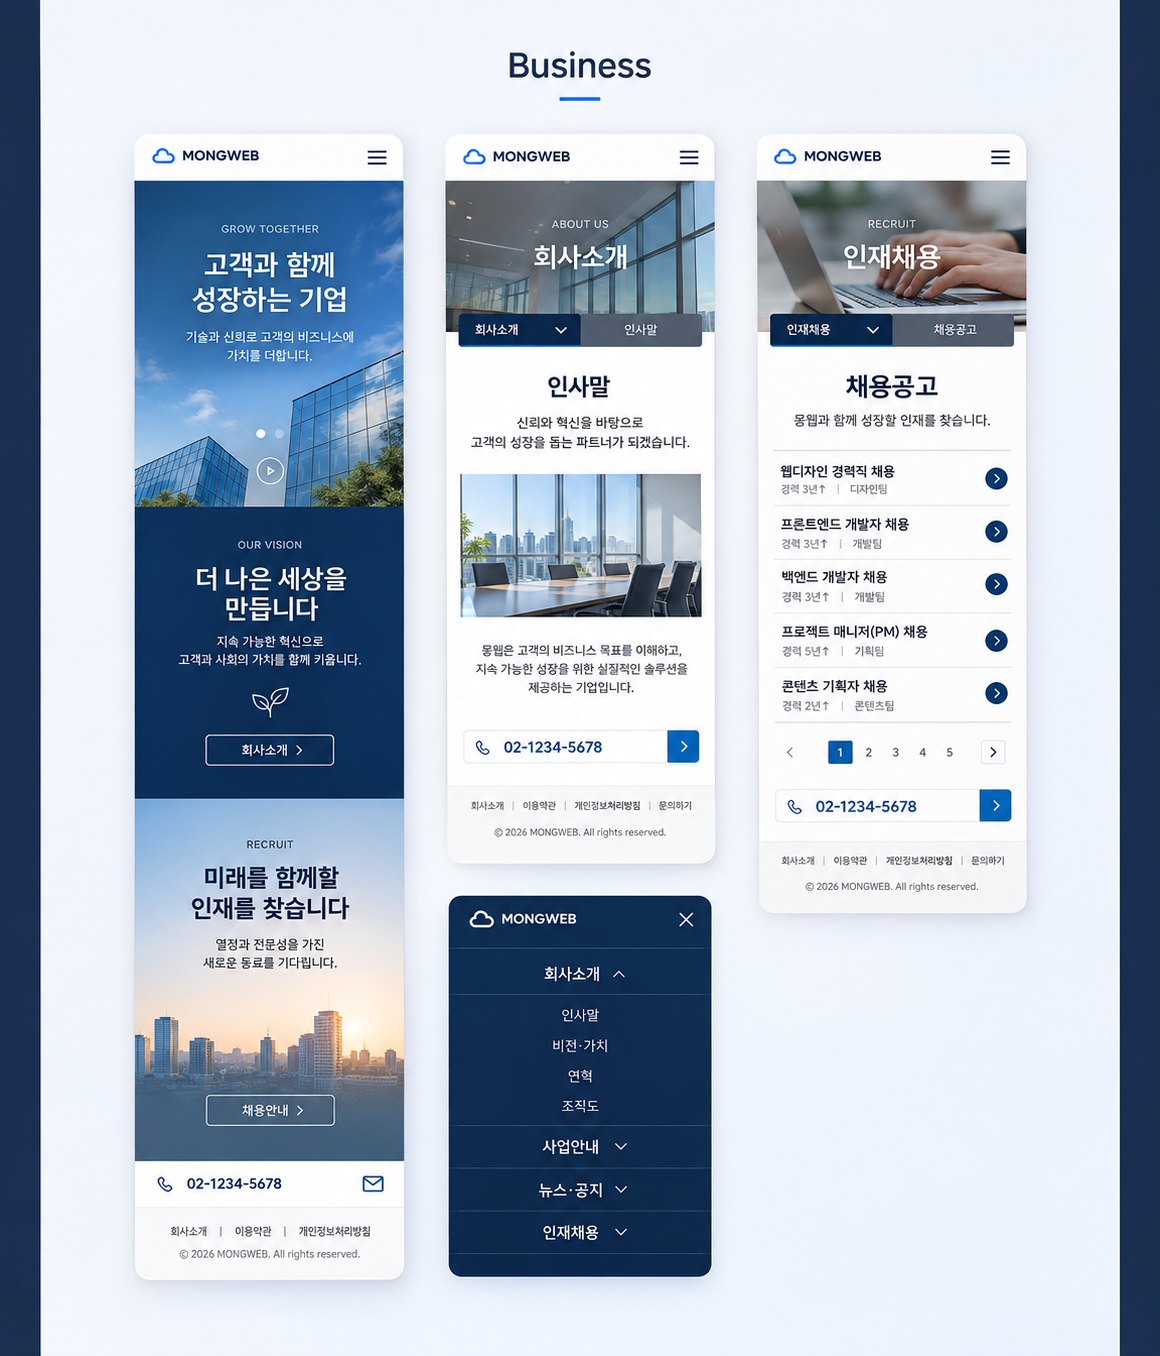 Business
MONGWEB
GROW TOGETHER
고객과 함께
성장하는 기업
기술과 신뢰로 고객의 비즈니스에
가치를 더합니다.
OUR VISION
더 나은 세상을
만듭니다
지속 가능한 혁신으로
고객과 사회의 가치를 함께 키웁니다.
회사소개
RECRUIT
미래를 함께할
인재를 찾습니다
열정과 전문성을 가진
새로운 동료를 기다립니다.
채용안내
02-1234-5678
회사소개 | 이용약관 | 개인정보처리방침
© 2026 MONGWEB. All rights reserved.
MONGWEB
ABOUT US
회사소개
회사소개 인사말
인사말
신뢰와 혁신을 바탕으로
고객의 성장을 돕는 파트너가 되겠습니다.
몽웹은 고객의 비즈니스 목표를 이해하고,
지속 가능한 성장을 위한 실질적인 솔루션을
제공하는 기업입니다.
02-1234-5678
회사소개 | 이용약관 | 개인정보처리방침 | 문의하기
© 2026 MONGWEB. All rights reserved.
MONGWEB
회사소개
인사말
비전·가치
연혁
조직도
사업안내
뉴스·공지
인재채용
MONGWEB
RECRUIT
인재채용
인재채용 채용공고
채용공고
몽웹과 함께 성장할 인재를 찾습니다.
웹디자인 경력직 채용
경력 3년↑ | 디자인팀
프론트엔드 개발자 채용
경력 3년↑ | 개발팀
백엔드 개발자 채용
경력 3년↑ | 개발팀
프로젝트 매니저(PM) 채용
경력 5년↑ | 기획팀
콘텐츠 기획자 채용
경력 2년↑ | 콘텐츠팀
1 2 3 4 5
02-1234-5678
회사소개 | 이용약관 | 개인정보처리방침 | 문의하기
© 2026 MONGWEB. All rights reserved.